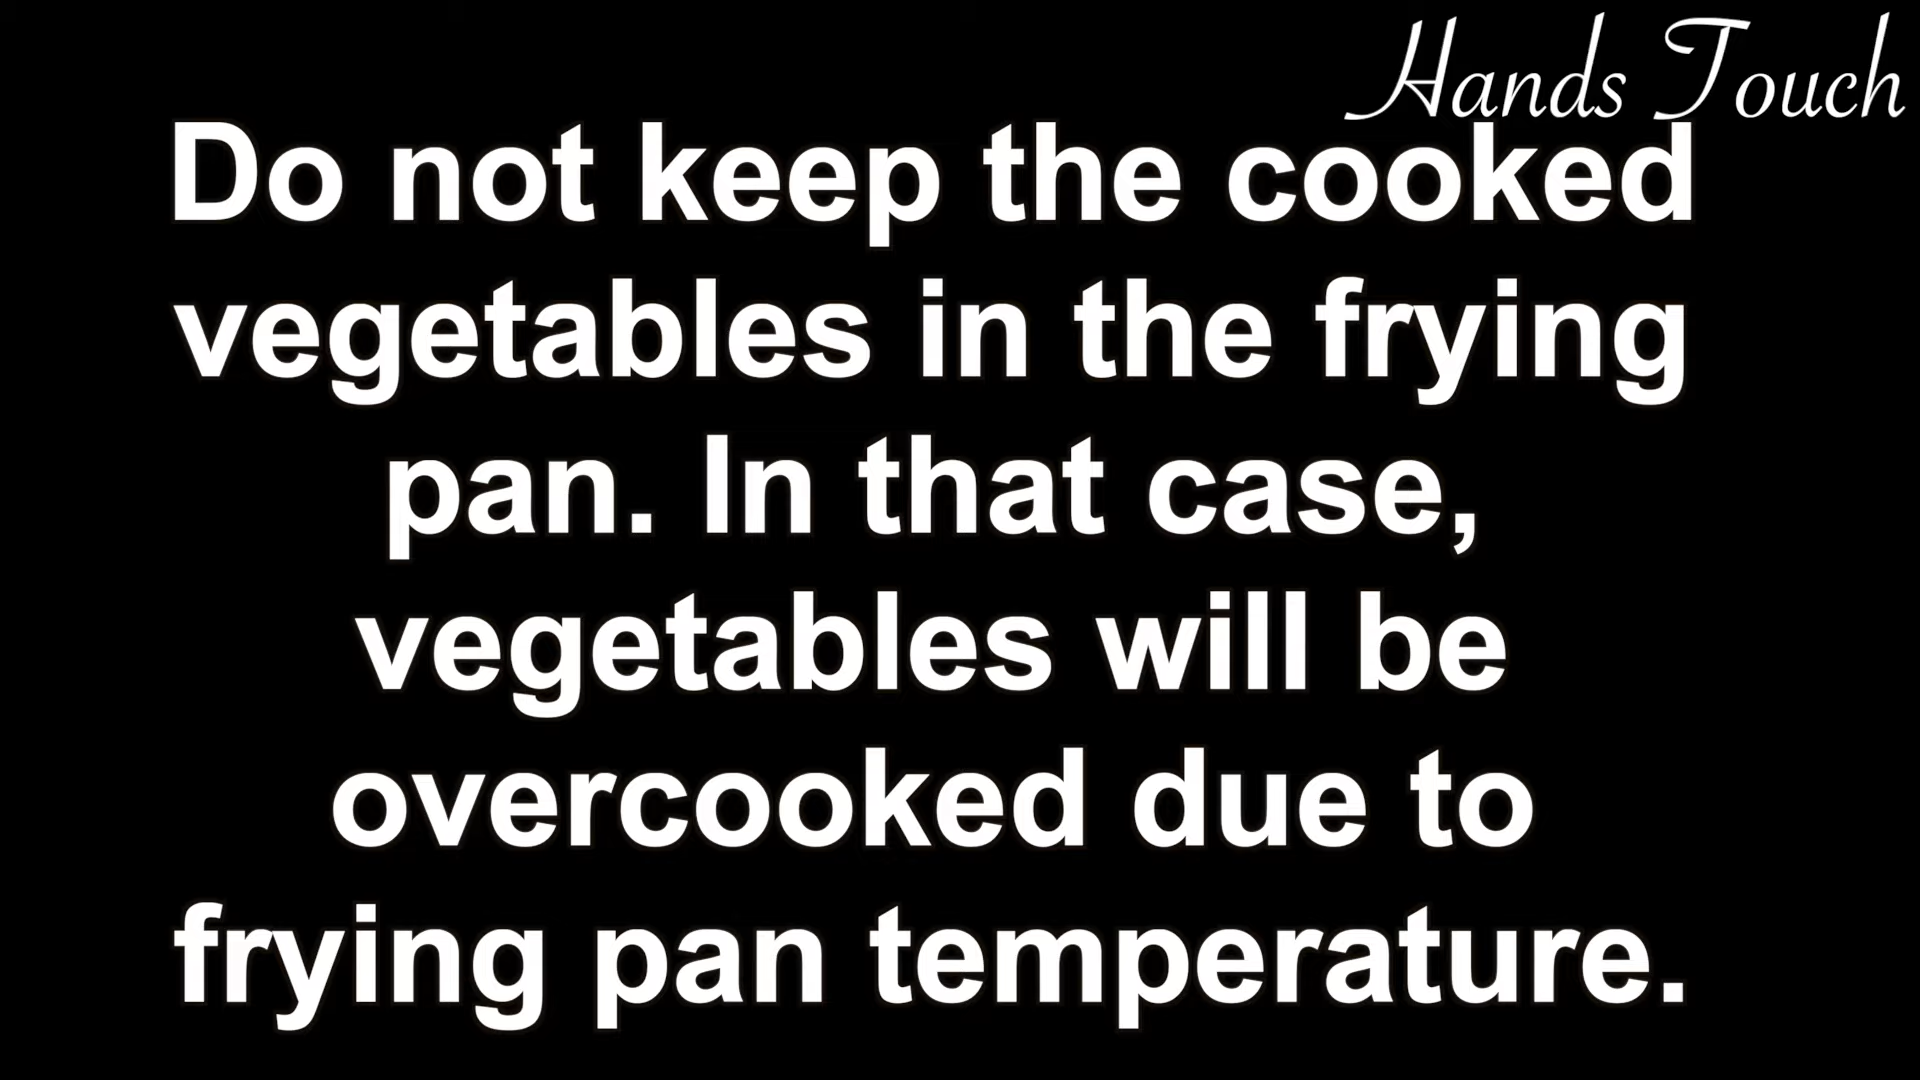 Hands Touch
Do not keep the cooked
vegetables in the frying
pan. In that case,
vegetables will be
overcooked due to
frying pan temperature.